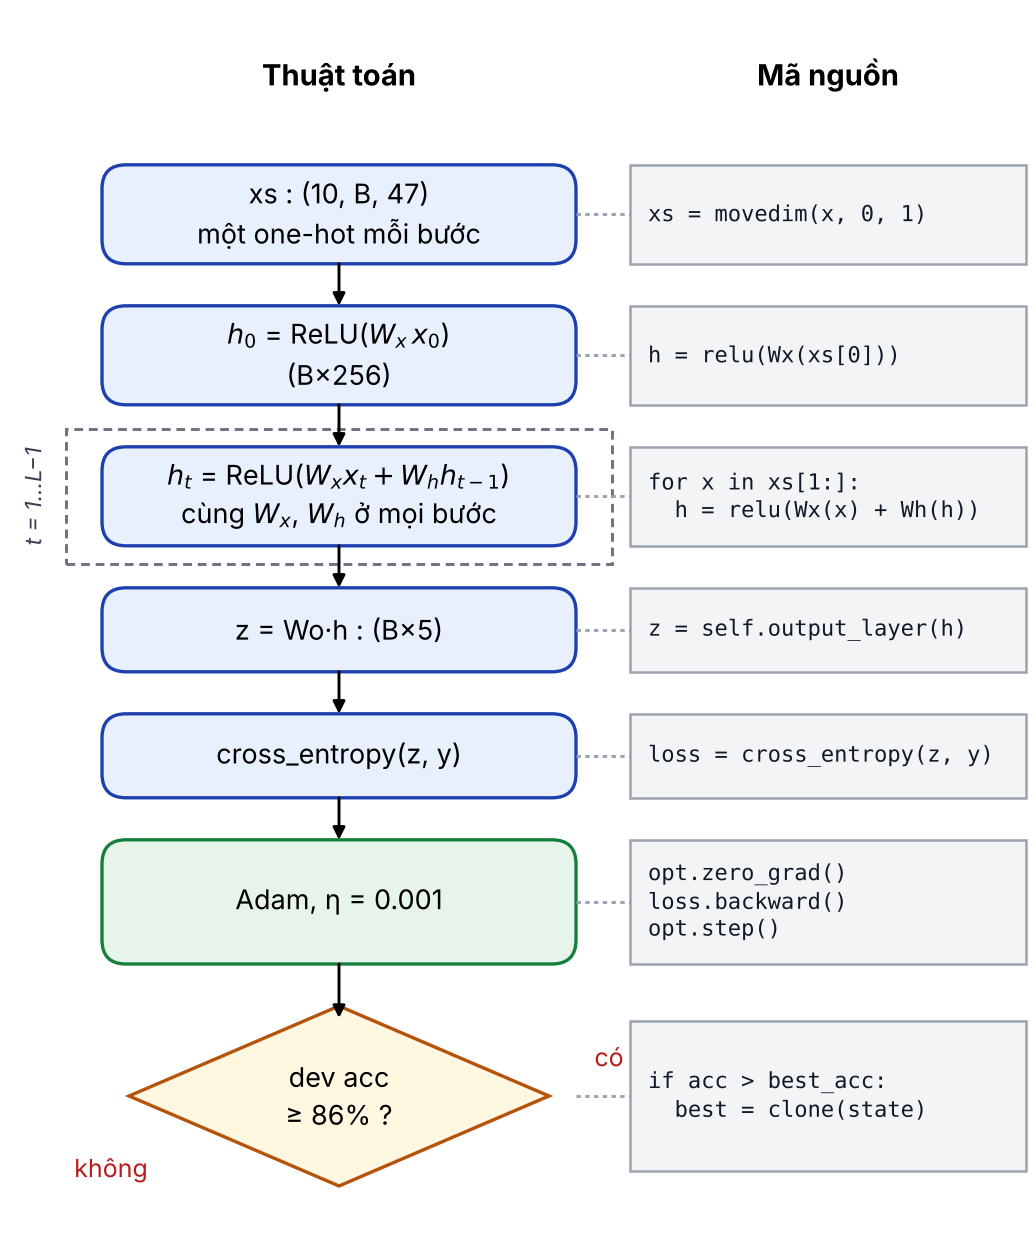 Thuật toán
Mã nguồn
xs : (10, B, 47)
một one-hot mỗi bước
xs = movedim(x, 0, 1)
h₀ = ReLU(Wₓ x₀)
(B×256)
h = relu(Wx(xs[0]))
t = 1…L−1
hₜ = ReLU(Wₓxₜ + Wₕhₜ₋₁)
cùng Wₓ, Wₕ ở mọi bước
for x in xs[1:]:
h = relu(Wx(x) + Wh(h))
z = Wo·h : (B×5)
z = self.output_layer(h)
cross_entropy(z, y)
loss = cross_entropy(z, y)
Adam, η = 0.001
opt.zero_grad()
loss.backward()
opt.step()
dev acc
≥ 86% ?
có
không
if acc > best_acc:
best = clone(state)